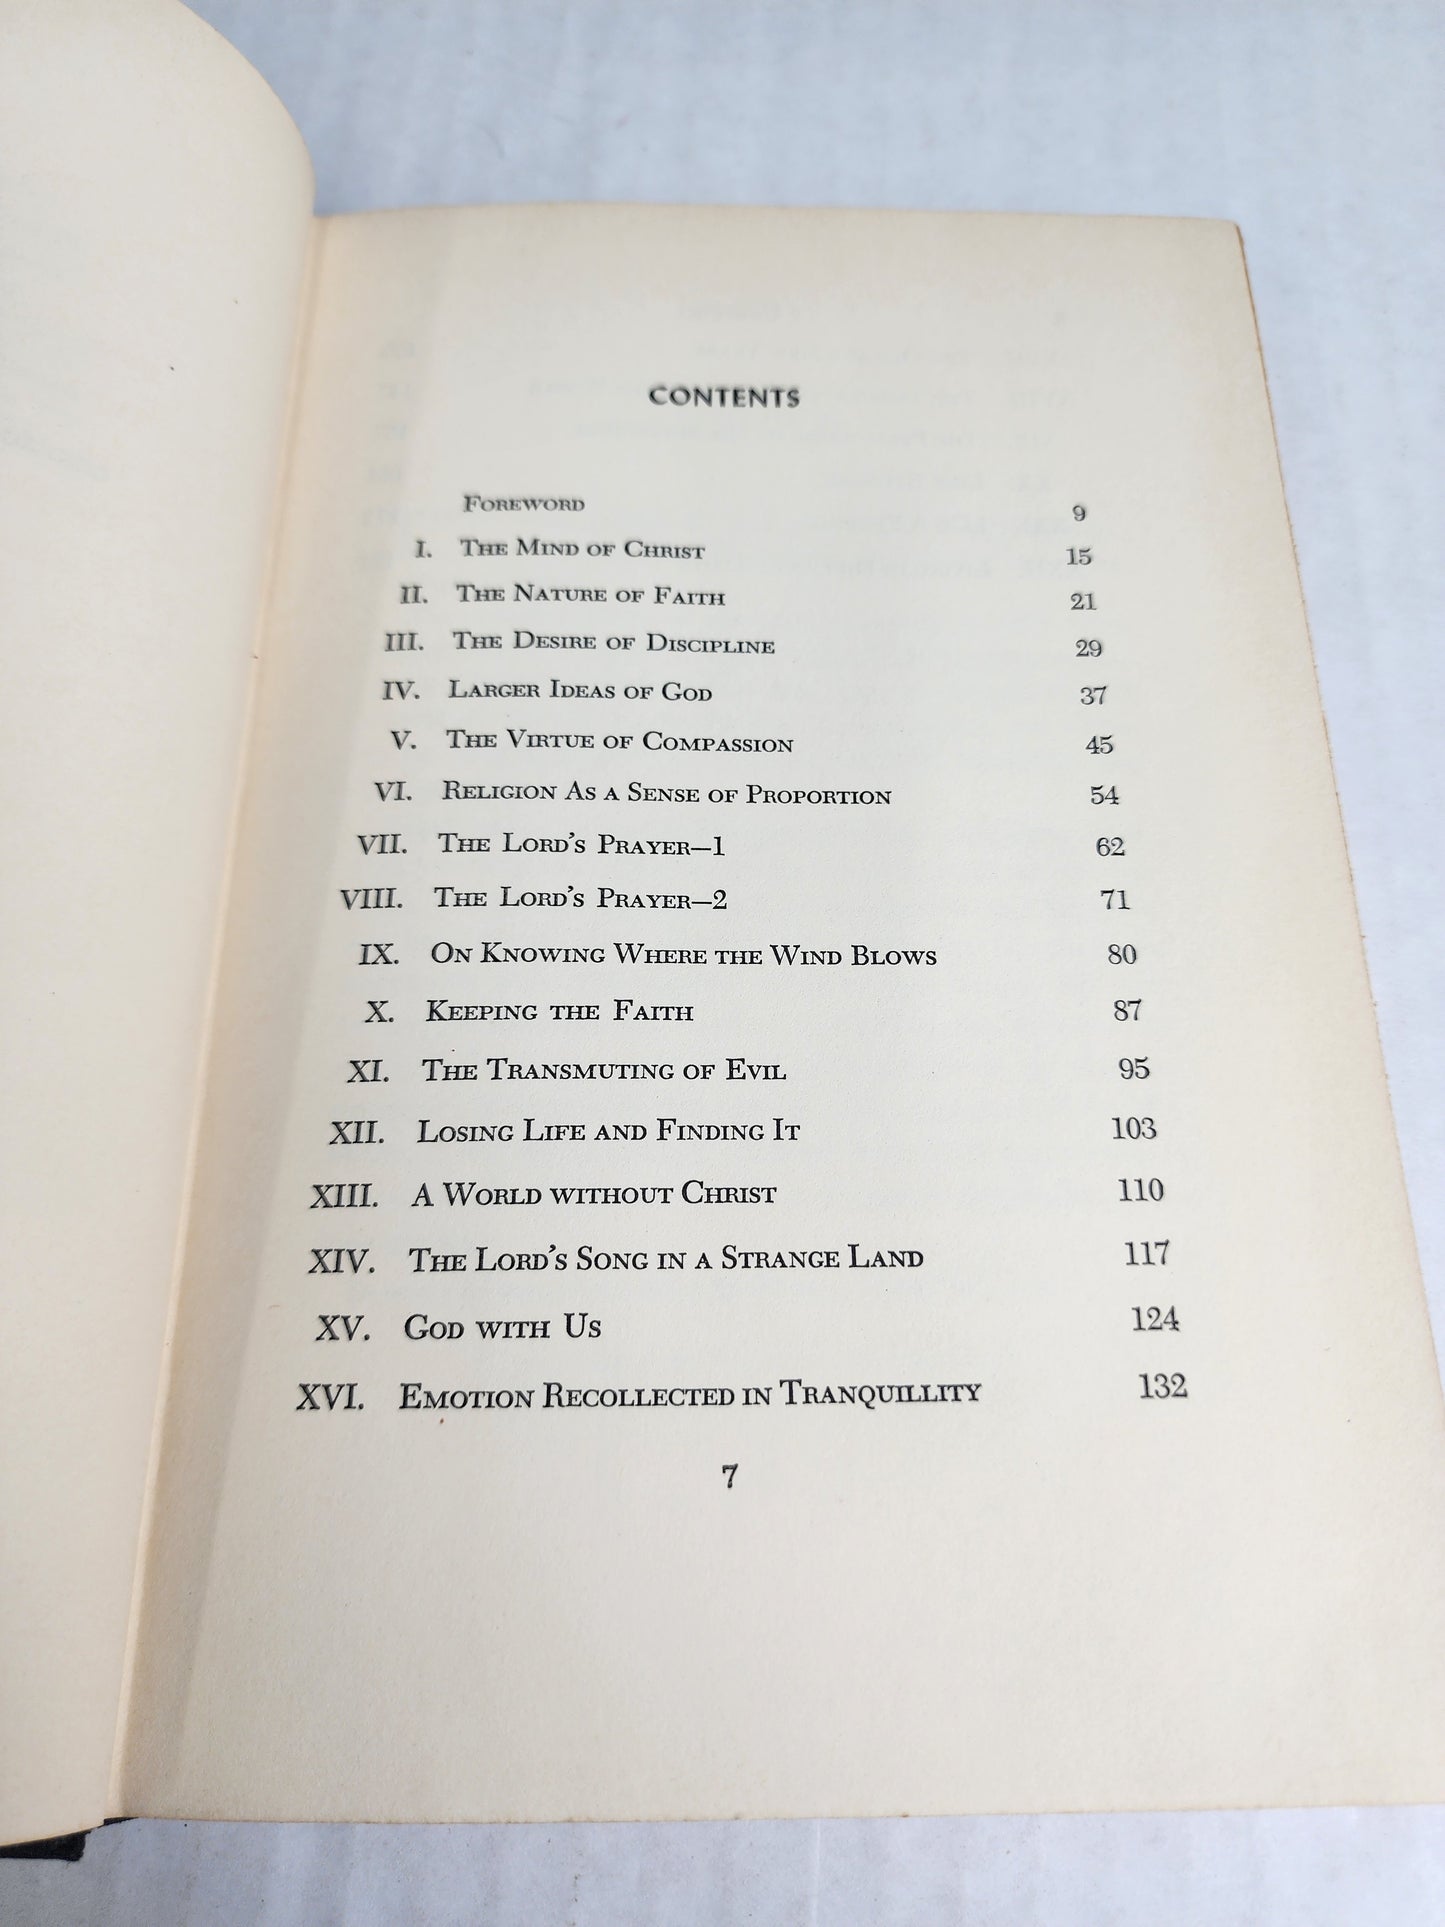 CONTENTS
FOREWORD 9
I. THE MIND OF CHRIST 15
II. THE NATURE OF FAITH 21
III. THE DESIRE OF DISCIPLINE 29
IV. LARGER IDEAS OF GOD 37
V. THE VIRTUE OF COMPASSION 45
VI. RELIGION AS A SENSE OF PROPORTION 54
VII. THE LORD'S PRAYER—1 62
VIII. THE LORD'S PRAYER—2 71
IX. ON KNOWING WHERE THE WIND BLOWS 80
X. KEEPING THE FAITH 87
XI. THE TRANSMUTING OF EVIL 95
XII. LOSING LIFE AND FINDING IT 103
XIII. A WORLD WITHOUT CHRIST 110
XIV. THE LORD'S SONG IN A STRANGE LAND 117
XV. GOD WITH US 124
XVI. EMOTION RECOLLECTED IN TRANQUILLITY 132
7